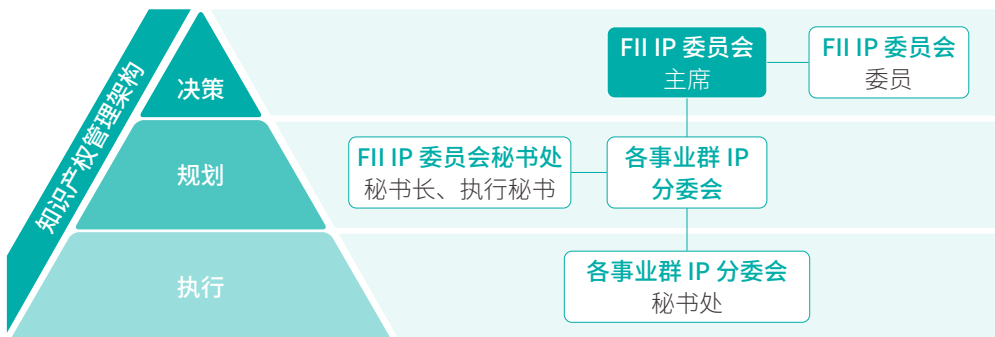 知识产权管理架构
决策
FII IP 委员会
主席
FII IP 委员会
委员
规划
FII IP 委员会秘书处
秘书长、执行秘书
各事业群 IP
分委会
执行
各事业群 IP 分委会
秘书处